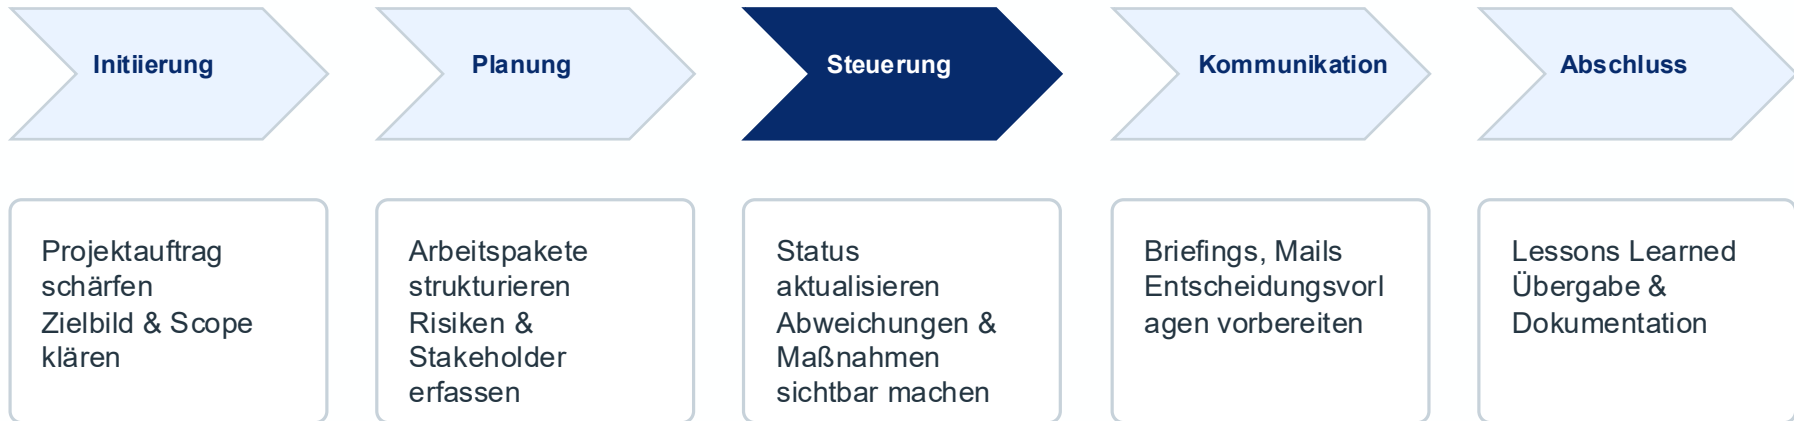 Initiierung
Planung
Steuerung
Kommunikation
Abschluss
Projektauftrag
schärfen
Zielbild & Scope
klären
Arbeitspakete
strukturieren
Risiken &
Stakeholder
erfassen
Status
aktualisieren
Abweichungen &
Maßnahmen
sichtbar machen
Briefings, Mails
Entscheidungsvorl
agen vorbereiten
Lessons Learned
Übergabe &
Dokumentation